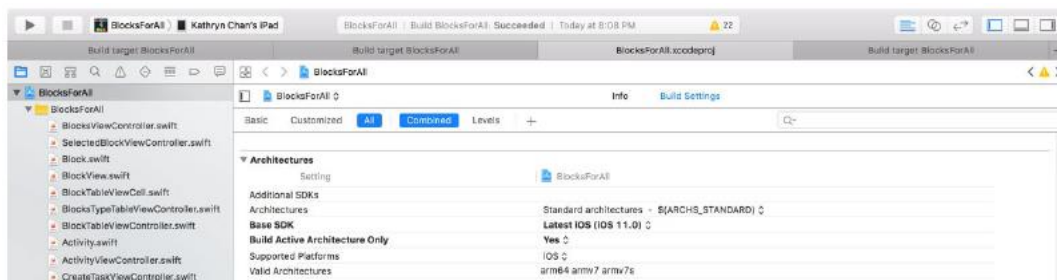 BlocksForAll Kathryn Chan's iPad BlocksForAll | Build BlocksForAll: Succeeded | Today at 8:08 PM 22
Build target BlocksForAll Build target BlocksForAll BlocksForAll.xcodeproj Build target BlocksForAll
BlocksForAll
BlocksForAll
BlocksForAll Info Build Settings
BlocksForAll
BlocksViewController.swift
Basic Customized All Combined Levels +
SelectedBlockViewController.swift
Block.swift
Architectures
BlockView.swift
Setting BlocksForAll
BlockTableViewCell.swift
Additional SDKs
BlocksTypeTableViewController.swift
Architectures Standard architectures - $(ARCHS_STANDARD)
BlockTableViewController.swift
Base SDK Latest iOS (iOS 11.0)
Activity.swift
Build Active Architecture Only Yes
ActivityViewController.swift
Supported Platforms iOS
CreateTaskViewController.swift
Valid Architectures arm64 armv7 armv7s